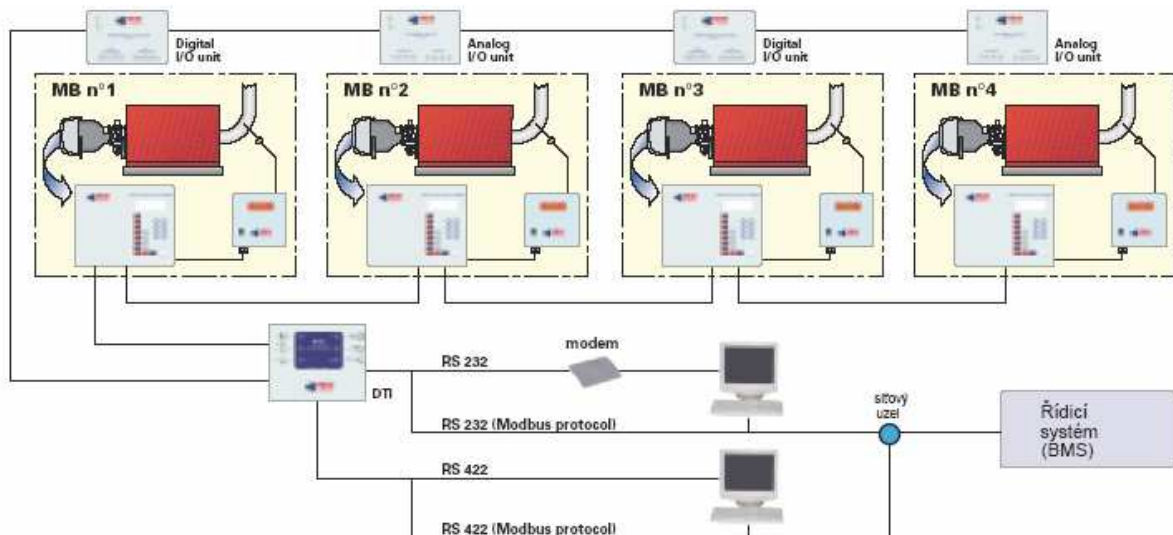 Digital
I/O unit
Analog
I/O unit
Digital
I/O unit
Analog
I/O unit
MB n°1
MB n°2
MB n°3
MB n°4
DTI
RS 232
modem
RS 232 (Modbus protocol)
síťový
uzel
Řídicí
systém
(BMS)
RS 422
RS 422 (Modbus protocol)